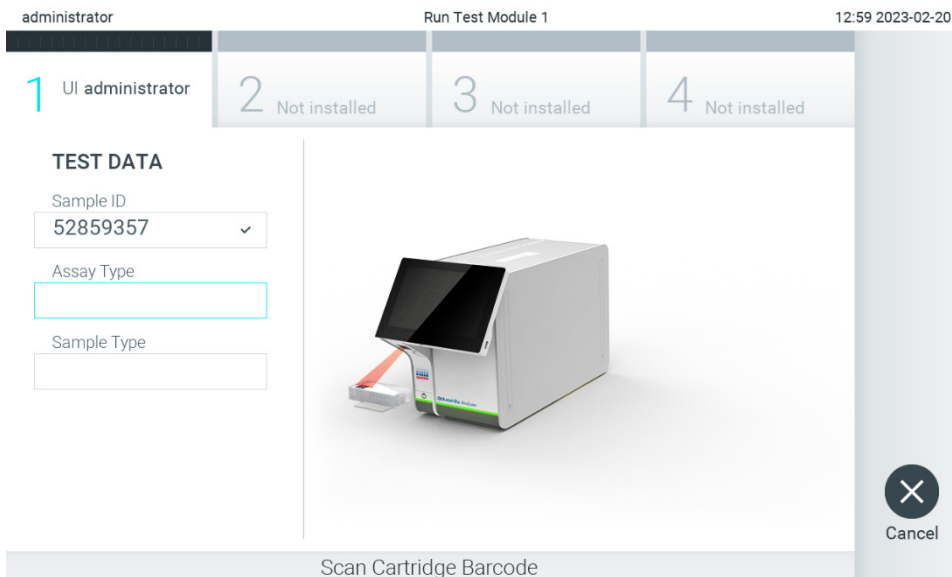 administrator
Run Test Module 1
12:59 2023-02-20
1 UI administrator
2 Not installed
3 Not installed
4 Not installed
TEST DATA
Sample ID
52859357
Assay Type
Sample Type
Cancel
Scan Cartridge Barcode